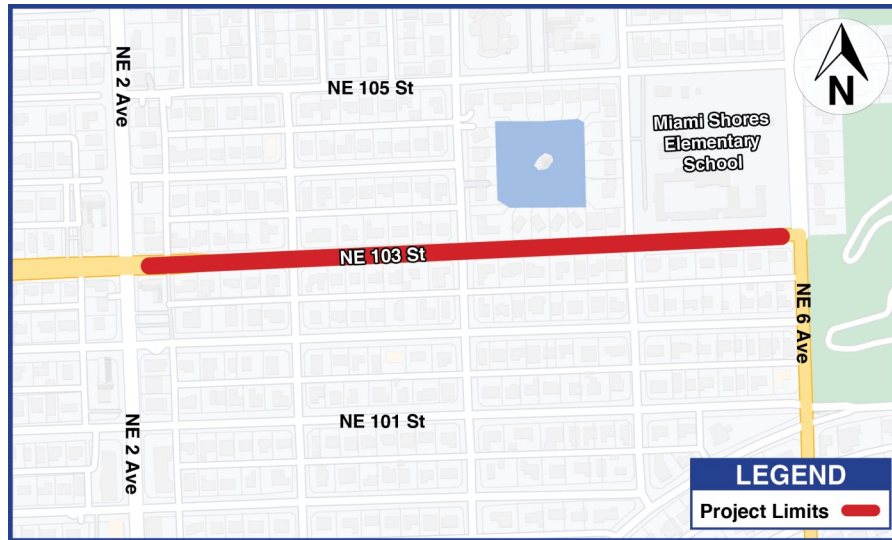 NE 2 Ave
NE 105 St
N
Miami Shores
Elementary
School
NE 103 St
NE 6 Ave
NE 2 Ave
NE 101 St
LEGEND
Project Limits